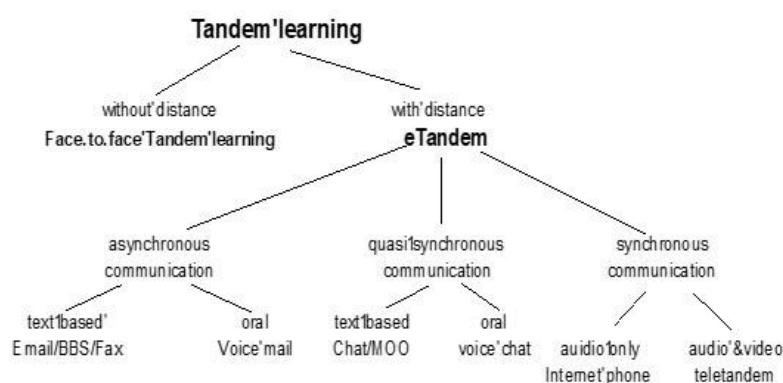 Tandem'learning
without'distance with'distance
Face.to.face'Tandem'learning eTandem
asynchronous quasi1synchronous synchronous
communication communication communication
text1based' oral text1based oral auidio1only audio'&video
Email/BBS/Fax Voice'mail Chat/MOO voice'chat Internet'phone teletandem